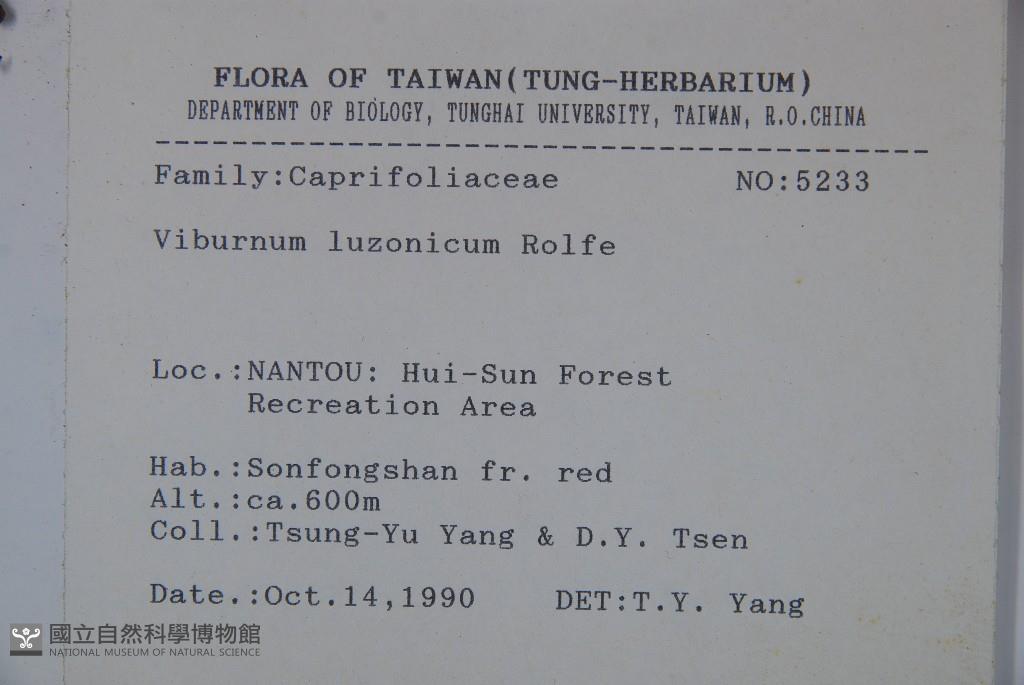 FLORA OF TAIWAN(TUNG-HERBARIUM)
DEPARTMENT OF BIOLOGY, TUNGHAI UNIVERSITY, TAIWAN, R.O.CHINA
----------------------------------------
Family:Caprifoliaceae NO:5233
Viburnum luzonicum Rolfe
Loc.:NANTOU: Hui-Sun Forest
Recreation Area
Hab.:Sonfongshan fr. red
Alt.:ca.600m
Coll.:Tsung-Yu Yang & D.Y. Tsen
Date.:Oct.14,1990 DET:T.Y. Yang
國立自然科學博物館
NATIONAL MUSEUM OF NATURAL SCIENCE